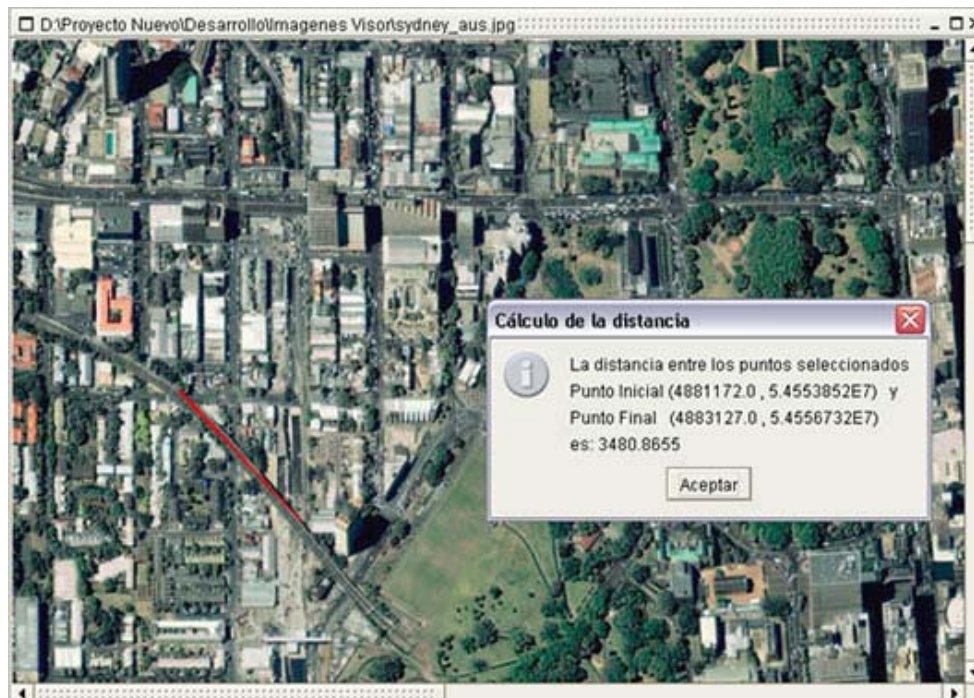 D:\Proyecto Nuevo\Desarrollo\Imagenes Visor\sydney_aus.jpg
Cálculo de la distancia
La distancia entre los puntos seleccionados
Punto Inicial (4881172.0 , 5.4553852E7) y
Punto Final (4883127.0 , 5.4556732E7)
es: 3480.8655
Aceptar